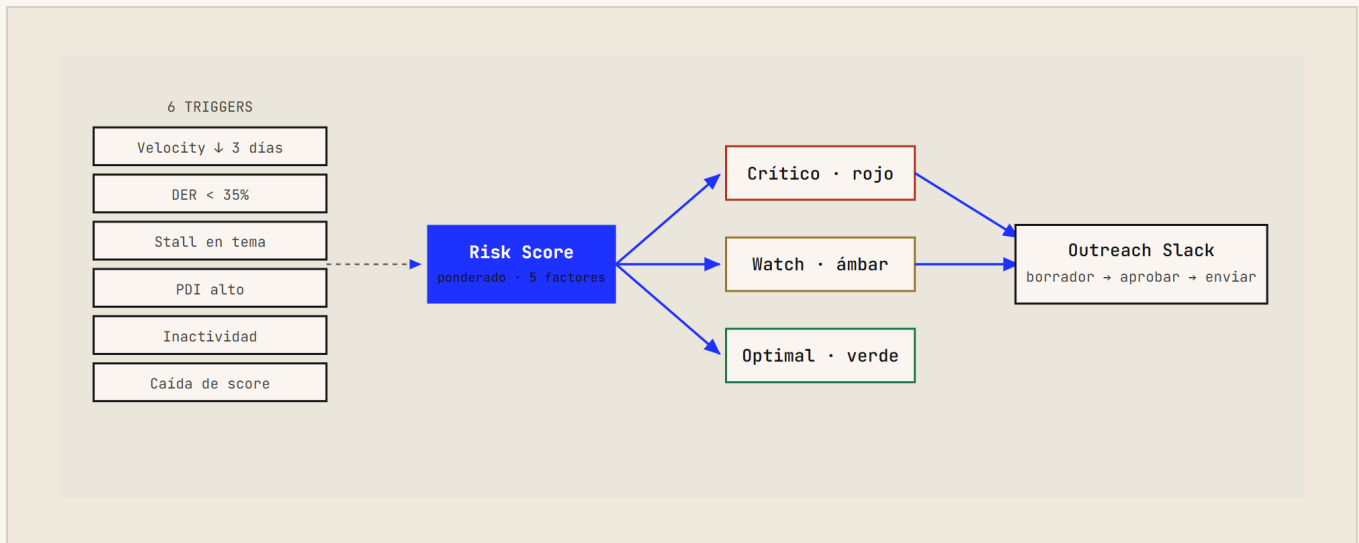 6 TRIGGERS
Velocity ↓ 3 días
DER < 35%
Stall en tema
PDI alto
Inactividad
Caída de score
Risk Score
ponderado · 5 factores
Crítico · rojo
Watch · ámbar
Optimal · verde
Outreach Slack
borrador → aprobar → enviar